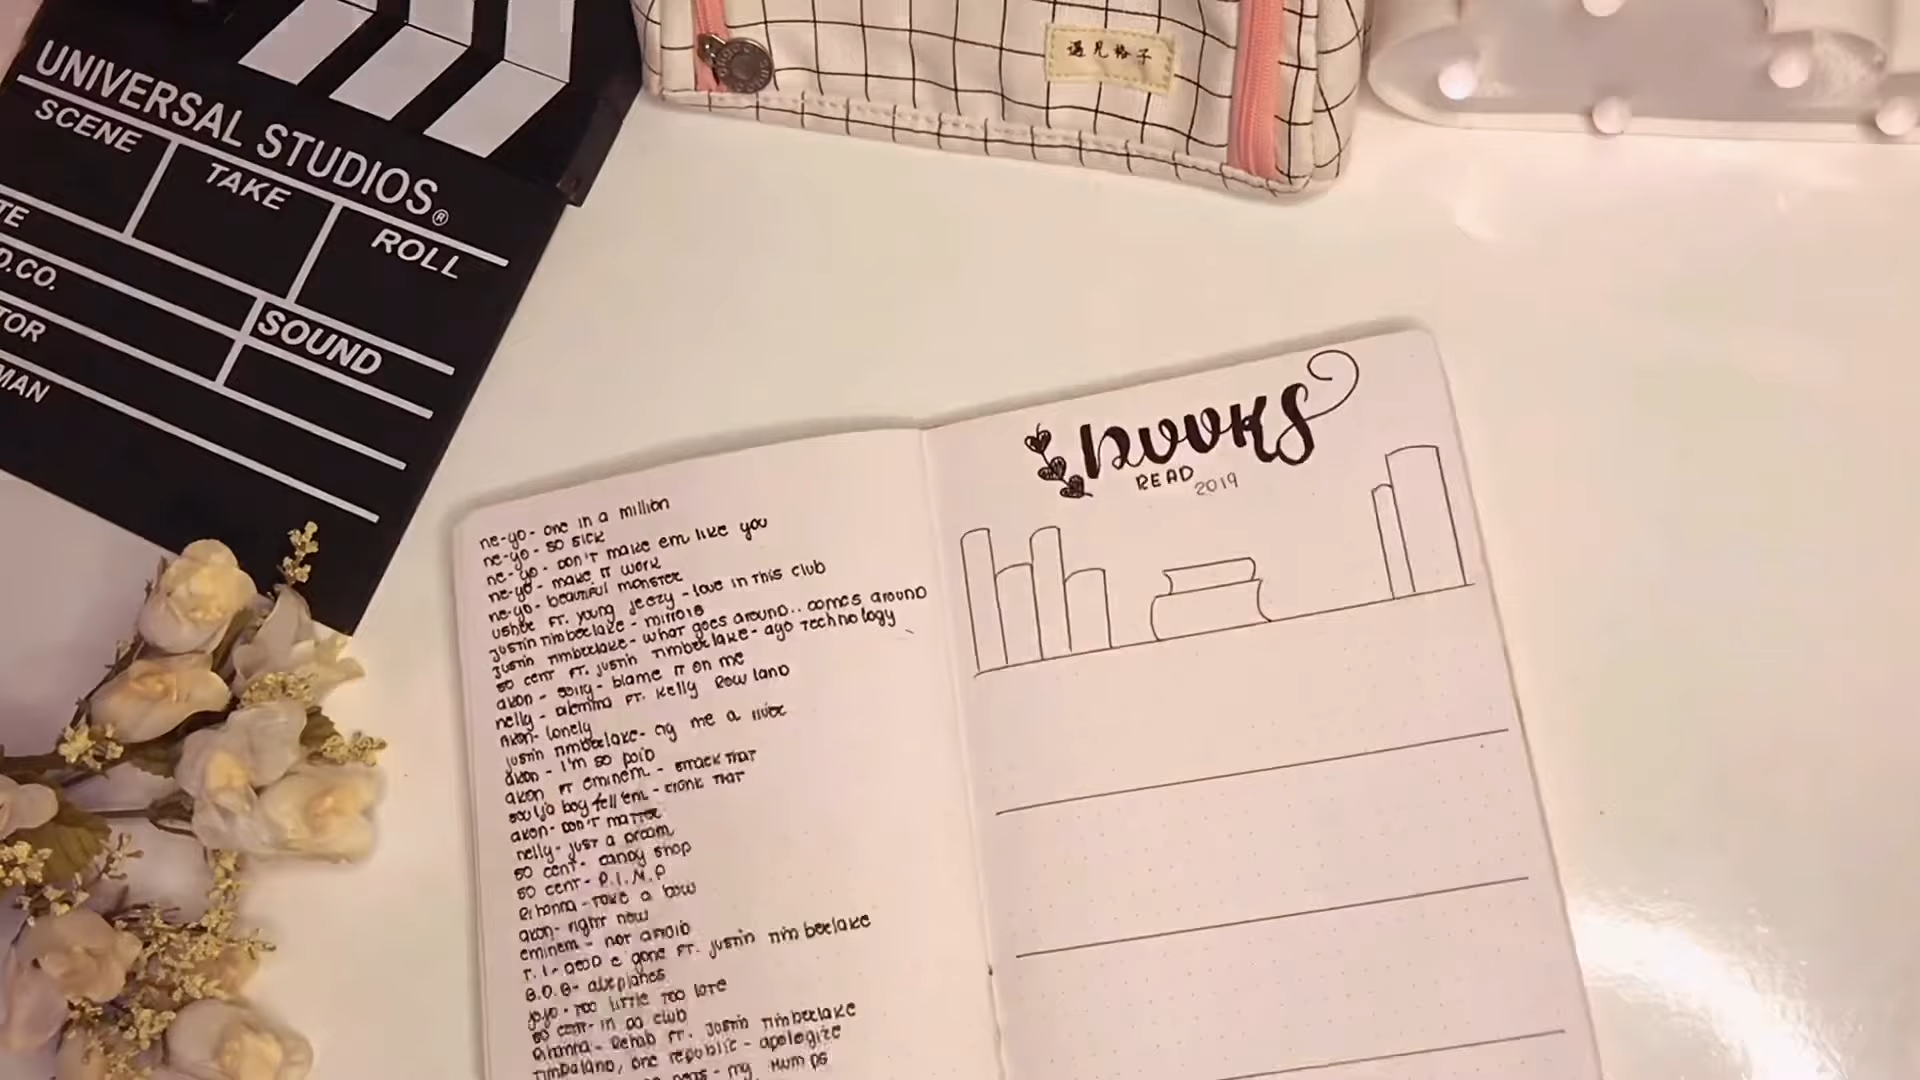 UNIVERSAL STUDIOS®
SCENE
TAKE
ROLL
SOUND
TE
D.CO.
TOR
MAN
遇见格子
ne-yo- one in a million
ne-yo- so sick
ne-yo- don't make em like you
ne-yo- make it work
ne-yo- beautiful monster
usher ft. young jeezy - love in this club
justin timberlake - mirrors
justin timberlake- what goes around.. comes around
50 cent ft. justin timberlake- ayo technology
akon - sorry - blame it on me
nelly - dilemma ft. kelly rowland
Akon- lonely
justin timberlake- cry me a river
akon - I'm so paid
akon ft eminem. - smack that
soulja boy tell'em - crank that
akon- don't matter
nelly- just a dream
50 cent- candy shop
50 cent- P.I.M.P
Rihanna - take a bow
akon- right now
eminem - not afraid
T.I- dead e gone ft. justin timberlake
B.O.B- airplanes
jojo - too little too late
50 cent- in da club
Rihanna - Rehab ft. justin timberlake
timbaland, one republic - apologize
peas - my humps
BOOKS
READ
2019